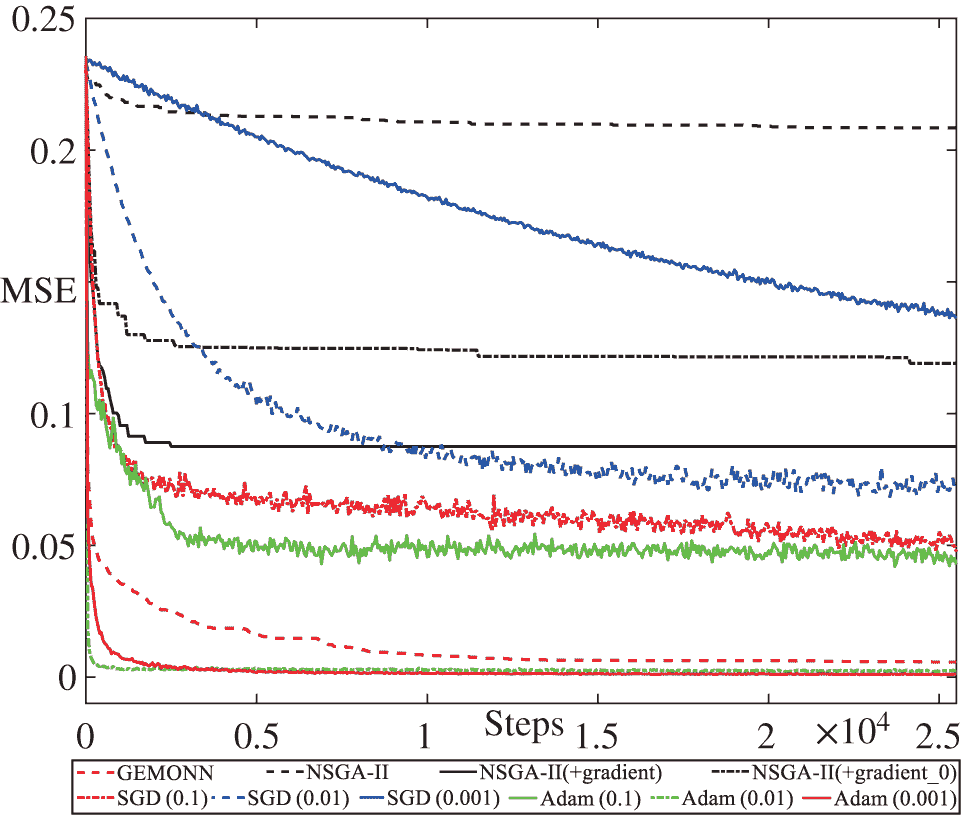 0.25
0.2
MSE
0.1
0.05
0
0 0.5 1 1.5 2 2.5
Steps ×10⁴
GEMONN NSGA-II NSGA-II(+gradient) NSGA-II(+gradient_0)
SGD (0.1) SGD (0.01) SGD (0.001) Adam (0.1) Adam (0.01) Adam (0.001)